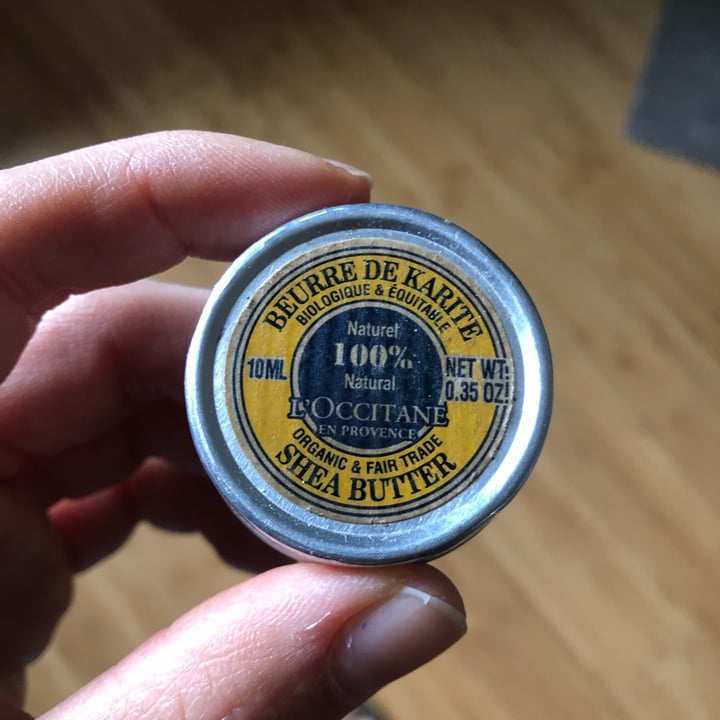 BEURRE DE KARITÉ
BIOLOGIQUE & ÉQUITABLE
Naturel
100%
Natural
10ML
NET WT.
0.35 OZ.
L'OCCITANE
EN PROVENCE
ORGANIC & FAIR TRADE
SHEA BUTTER